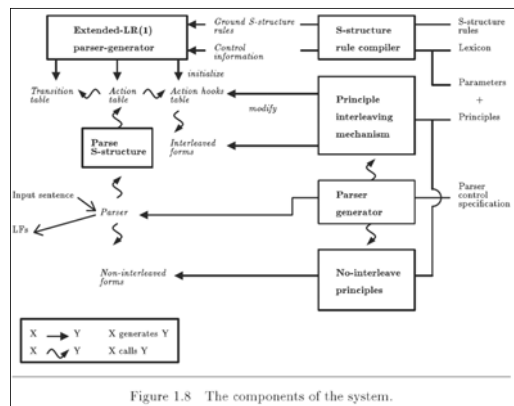 Extended-LR(1)
parser-generator
Ground S-structure
rules
Control
information
S-structure
rule compiler
S-structure
rules
Lexicon
initialize
Transition
table
Action
table
Action hooks
table
modify
Principle
interleaving
mechanism
Parameters
+
Principles
Parse
S-structure
Interleaved
forms
Input sentence
Parser
LFs
Parser
generator
Parser
control
specification
Non-interleaved
forms
No-interleave
principles
X → Y X generates Y
X Y X calls Y
Figure 1.8 The components of the system.